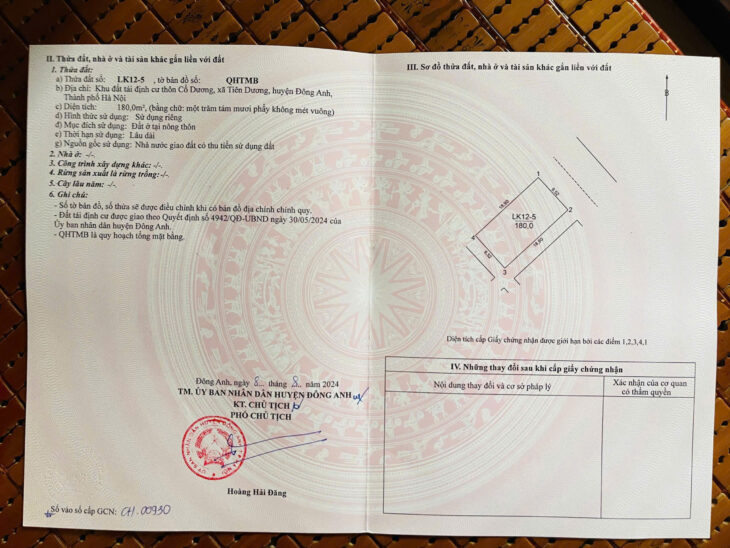 II. Thửa đất, nhà ở và tài sản khác gắn liền với đất
1. Thửa đất:
a) Thửa đất số: LK12-5 , tờ bản đồ số: QHTMB
b) Địa chỉ: Khu đất tái định cư thôn Cổ Dương, xã Tiên Dương, huyện Đông Anh,
Thành phố Hà Nội
c) Diện tích: 180,0m², (bằng chữ: một trăm tám mươi phẩy không mét vuông)
d) Hình thức sử dụng: Sử dụng riêng
đ) Mục đích sử dụng: Đất ở tại nông thôn
e) Thời hạn sử dụng: Lâu dài
g) Nguồn gốc sử dụng: Nhà nước giao đất có thu tiền sử dụng đất
2. Nhà ở: -/-
3. Công trình xây dựng khác: -/-
4. Rừng sản xuất là rừng trồng:-/-
5. Cây lâu năm: -/-
6. Ghi chú:
- Số tờ bản đồ, số thửa sẽ được điều chỉnh khi có bản đồ địa chính chính quy.
- Đất tái định cư được giao theo Quyết định số 4942/QĐ-UBND ngày 30/05/2024 của
Ủy ban nhân dân huyện Đông Anh.
- QHTMB là quy hoạch tổng mặt bằng.
Đông Anh, ngày 8 tháng 8 năm 2024
TM. ỦY BAN NHÂN DÂN HUYỆN ĐÔNG ANH
KT. CHỦ TỊCH
PHÓ CHỦ TỊCH
Hoàng Hải Đăng
Số vào sổ cấp GCN: CH.00930
III. Sơ đồ thửa đất, nhà ở và tài sản khác gắn liền với đất
B
1
2
3
4
LK12-5
180,0
Diện tích cấp Giấy chứng nhận được giới hạn bởi các điểm 1,2,3,4,1
IV. Những thay đổi sau khi cấp giấy chứng nhận
Nội dung thay đổi và cơ sở pháp lý
Xác nhận của cơ quan
có thẩm quyền